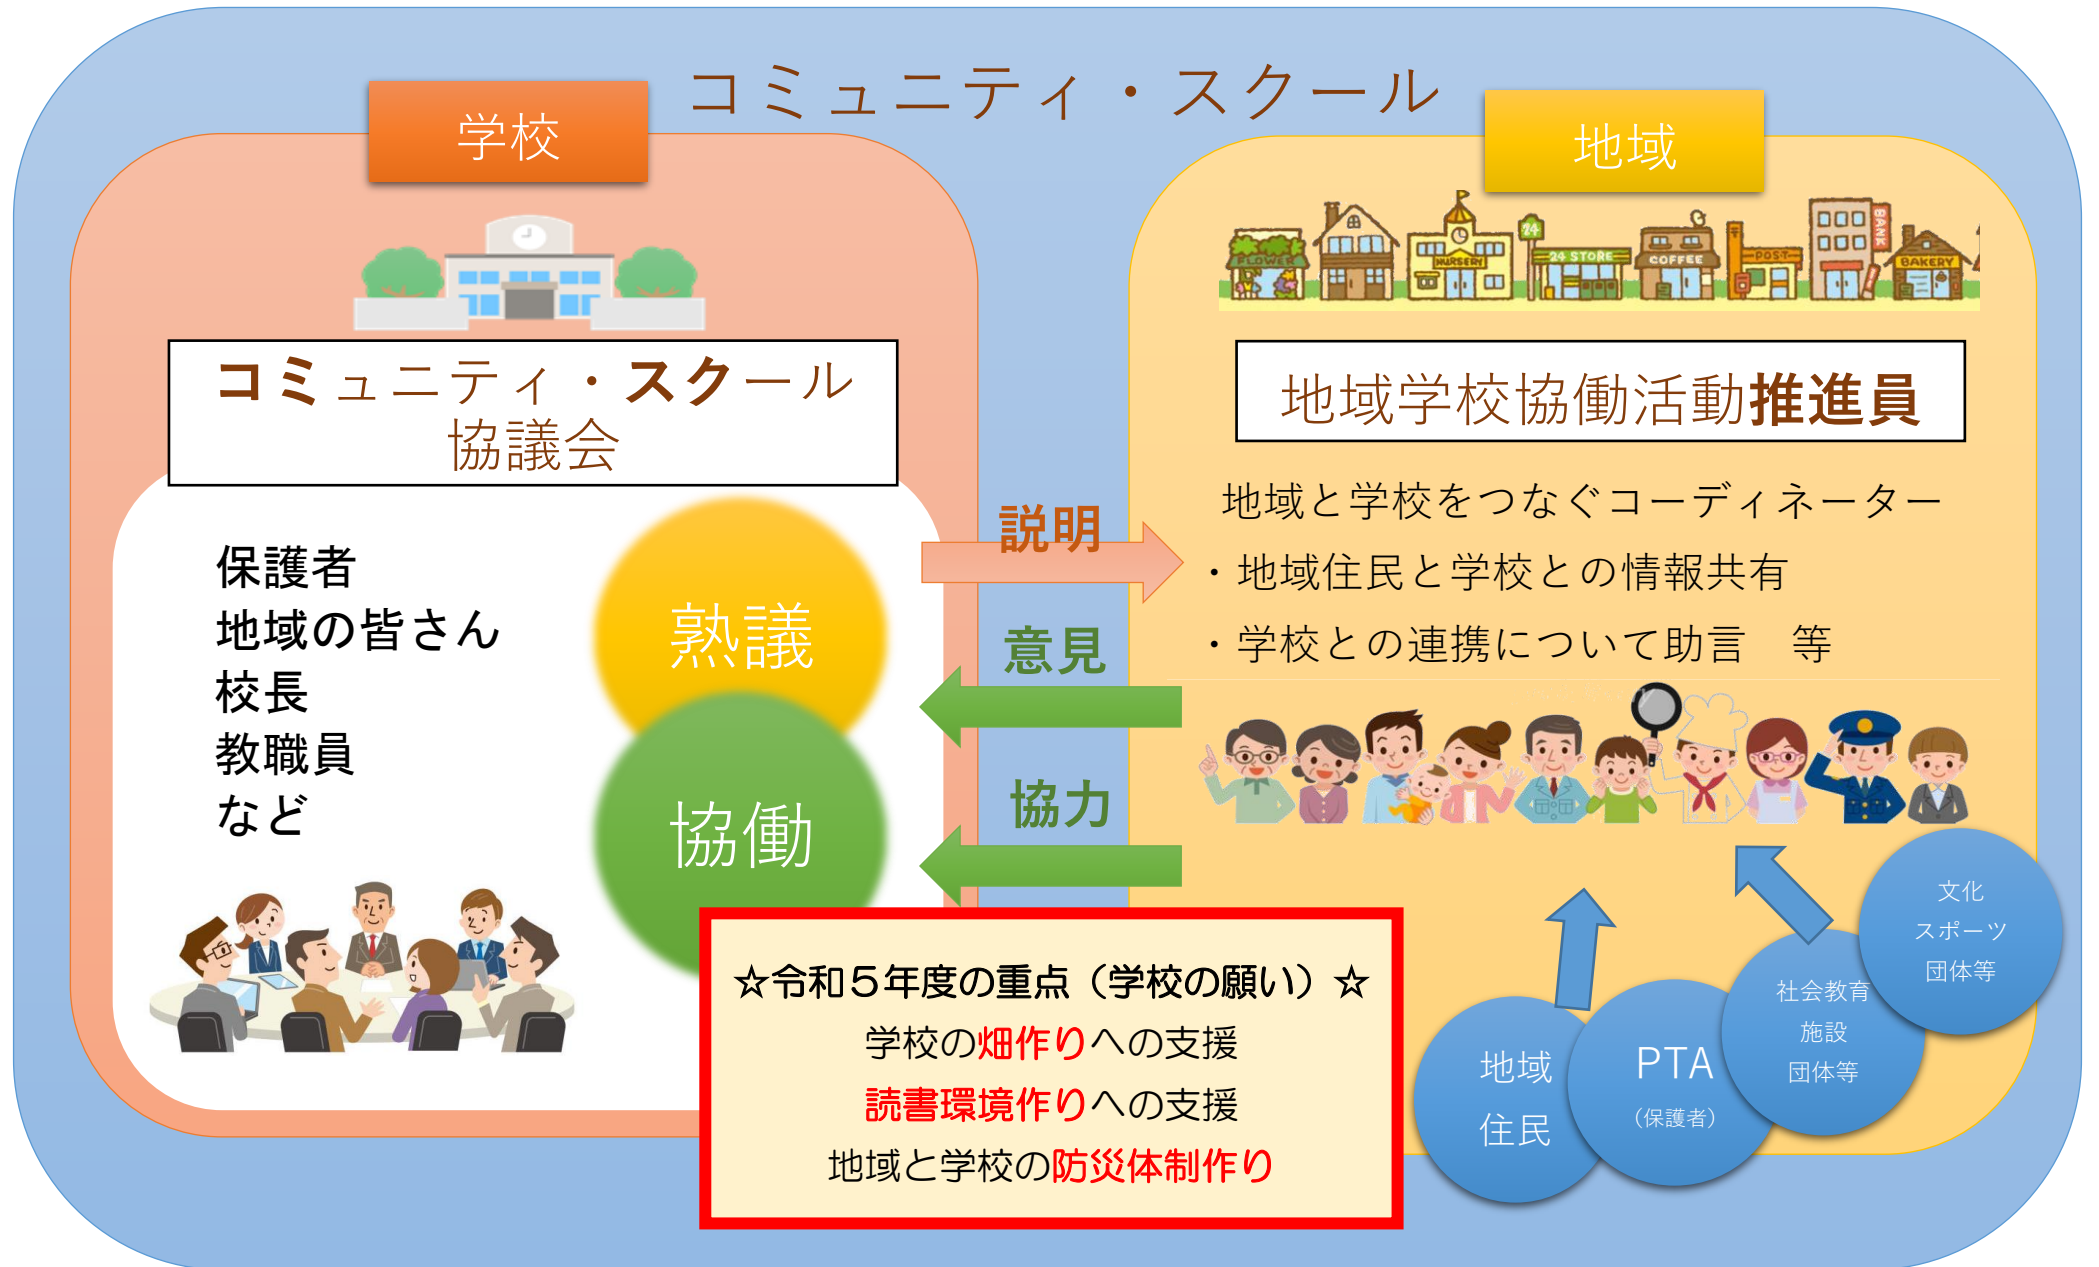 コミュニティ・スクール
学校
コミュニティ・スクール
協議会
保護者
地域の皆さん
校長
教職員
など
熟議
協働
説明
意見
協力
地域
FLOWER
NURSERY
24
24 STORE
COFFEE
POST
BANK
BAKERY
地域学校協働活動推進員
地域と学校をつなぐコーディネーター
・地域住民と学校との情報共有
・学校との連携について助言　等
地域
住民
PTA
（保護者）
社会教育
施設
団体等
文化
スポーツ
団体等
☆令和５年度の重点（学校の願い）☆
学校の畑作りへの支援
読書環境作りへの支援
地域と学校の防災体制作り